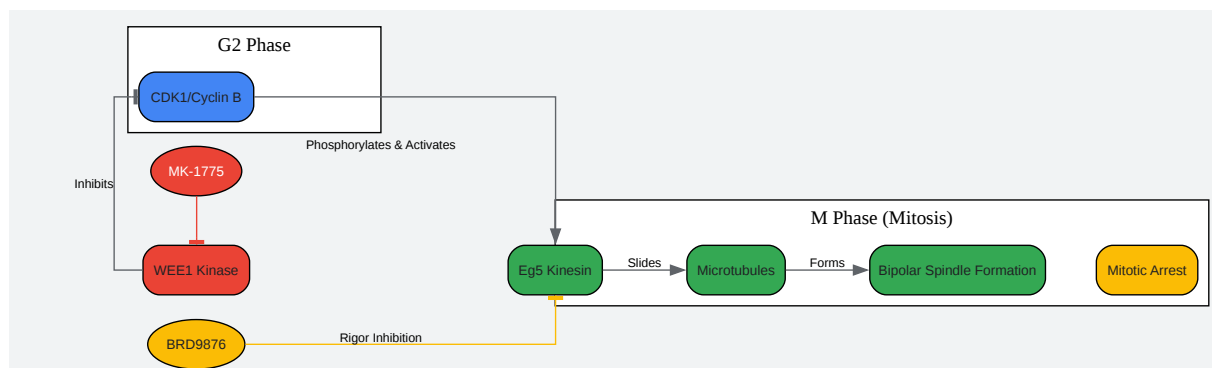 G2 Phase
CDK1/Cyclin B
Phosphorylates & Activates
MK-1775
Inhibits
M Phase (Mitosis)
WEE1 Kinase
Eg5 Kinesin
Slides
Microtubules
Forms
Bipolar Spindle Formation
Mitotic Arrest
BRD9876
Rigor Inhibition